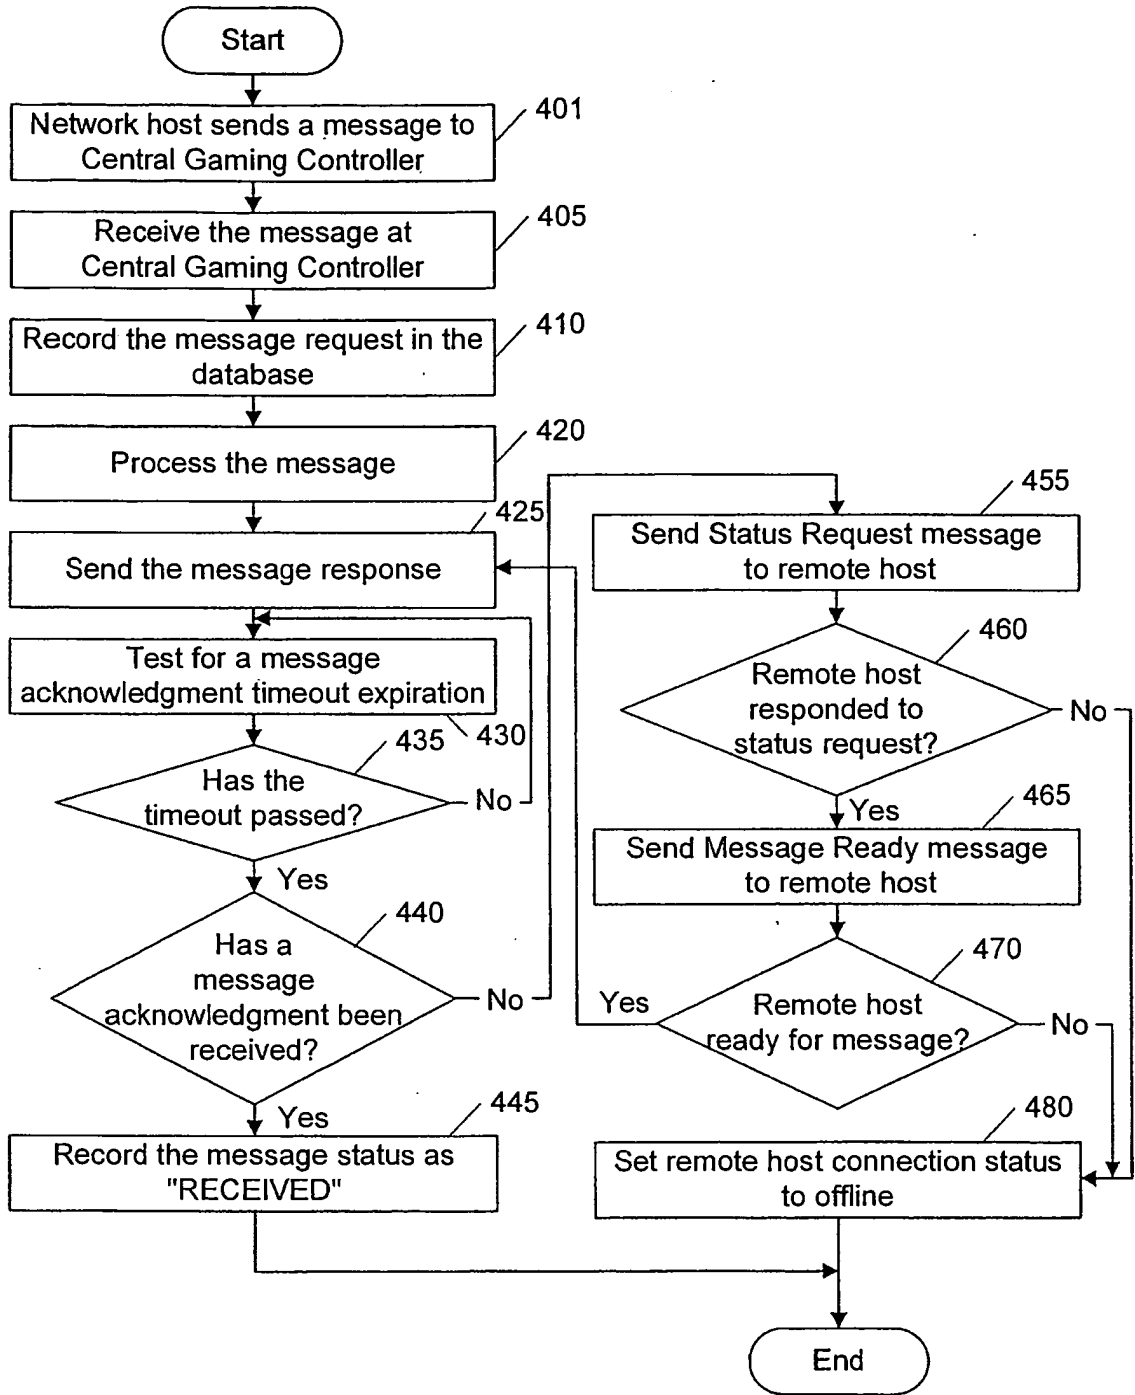 Start
401
Network host sends a message to
Central Gaming Controller
405
Receive the message at
Central Gaming Controller
410
Record the message request in the
database
420
Process the message
425
Send the message response
Test for a message
acknowledgment timeout expiration
430
435
Has the
timeout passed?
No
Yes
440
Has a
message
acknowledgment been
received?
No
Yes
445
Record the message status as
"RECEIVED"
455
Send Status Request message
to remote host
460
Remote host
responded to
status request?
No
Yes
465
Send Message Ready message
to remote host
470
Remote host
ready for message?
Yes
No
480
Set remote host connection status
to offline
End